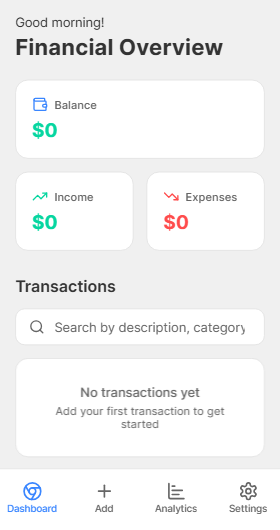 Good morning!
Financial Overview
Balance
$0
Income
$0
Expenses
$0
Transactions
Search by description, category
No transactions yet
Add your first transaction to get
started
Dashboard
Add
Analytics
Settings